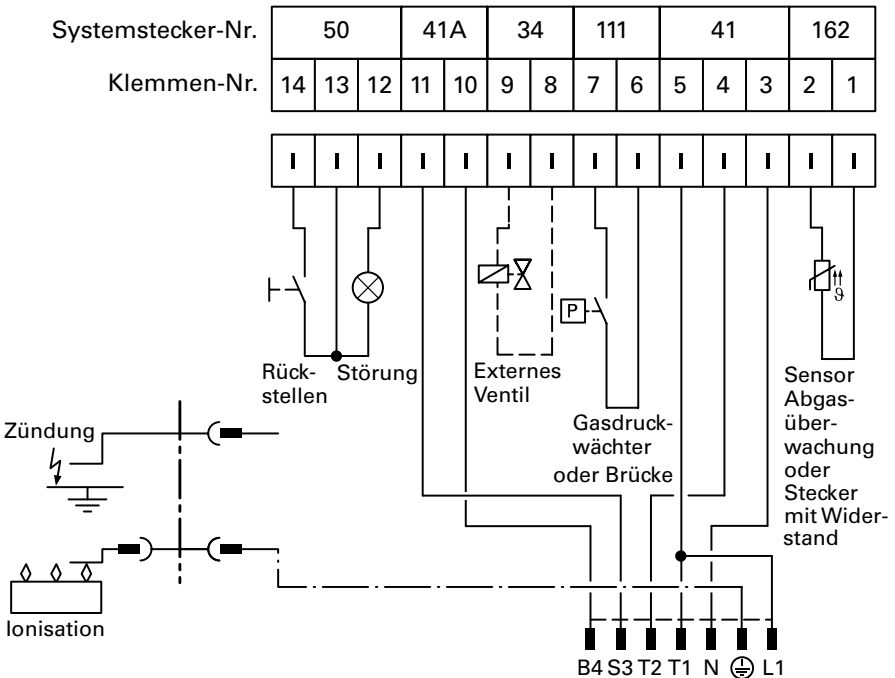 Systemstecker-Nr. 50 41A 34 111 41 162
Klemmen-Nr. 14 13 12 11 10 9 8 7 6 5 4 3 2 1
P
ϑ
Rück-
stellen
Störung
Externes
Ventil
Gasdruck-
wächter
oder Brücke
Sensor
Abgas-
über-
wachung
oder
Stecker
mit Wider-
stand
Zündung
Ionisation
B4 S3 T2 T1 N L1